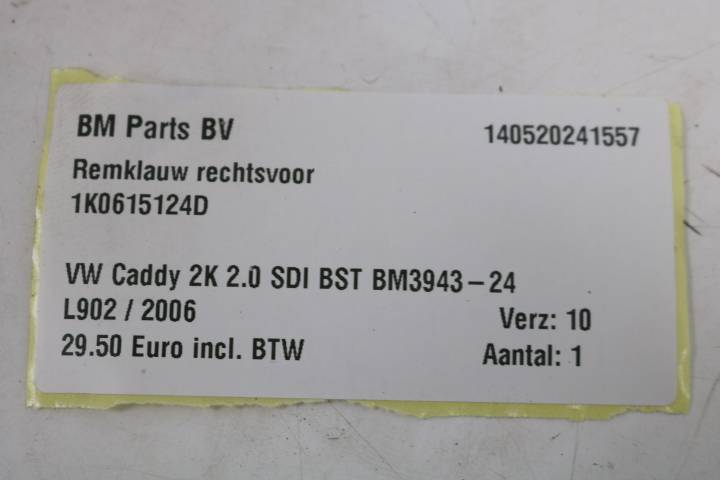 BM Parts BV 140520241557
Remklauw rechtsvoor
1K0615124D
VW Caddy 2K 2.0 SDI BST BM3943-24
L902 / 2006 Verz: 10
29.50 Euro incl. BTW Aantal: 1